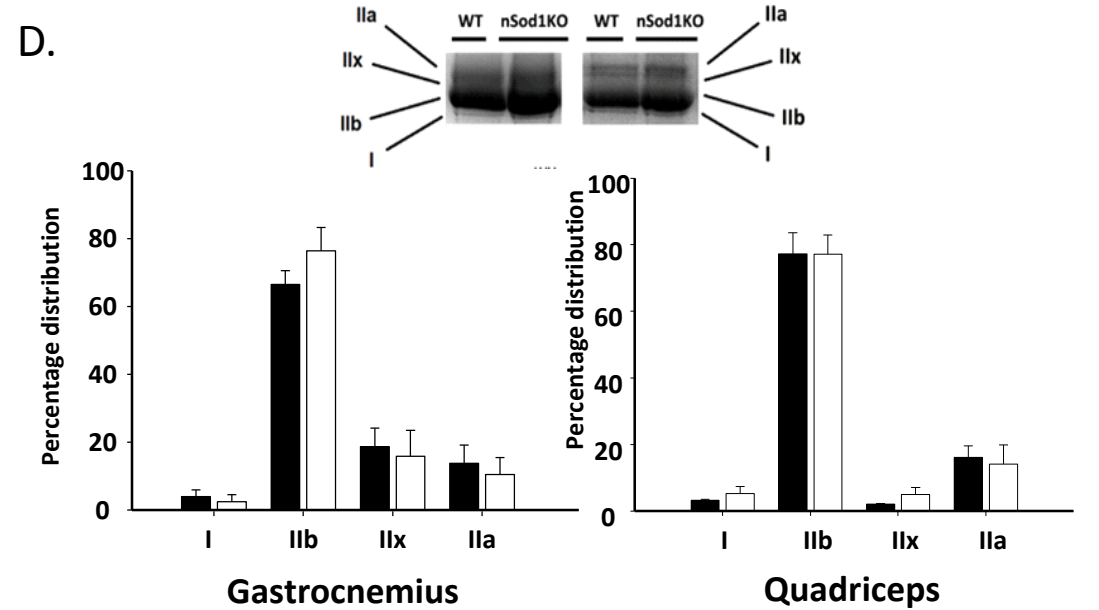 D.
IIa
IIx
IIb
I
WT nSod1KO WT nSod1KO
IIa
IIx
IIb
I
Percentage distribution
100
80
60
40
20
0
I IIb IIx IIa
Gastrocnemius
Percentage distribution
100
80
60
40
20
0
I IIb IIx IIa
Quadriceps